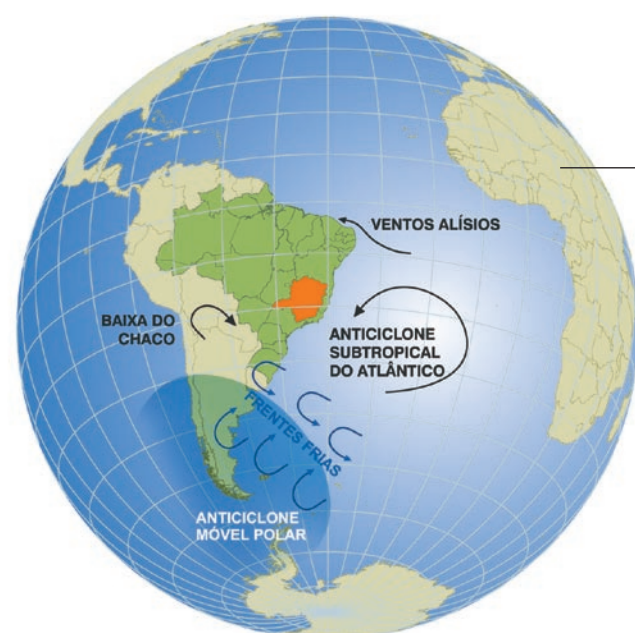 VENTOS ALÍSIOS
BAIXA DO
CHACO
ANTICICLONE
SUBTROPICAL
DO ATLÂNTICO
FRENTES FRIAS
ANTICICLONE
MÓVEL POLAR